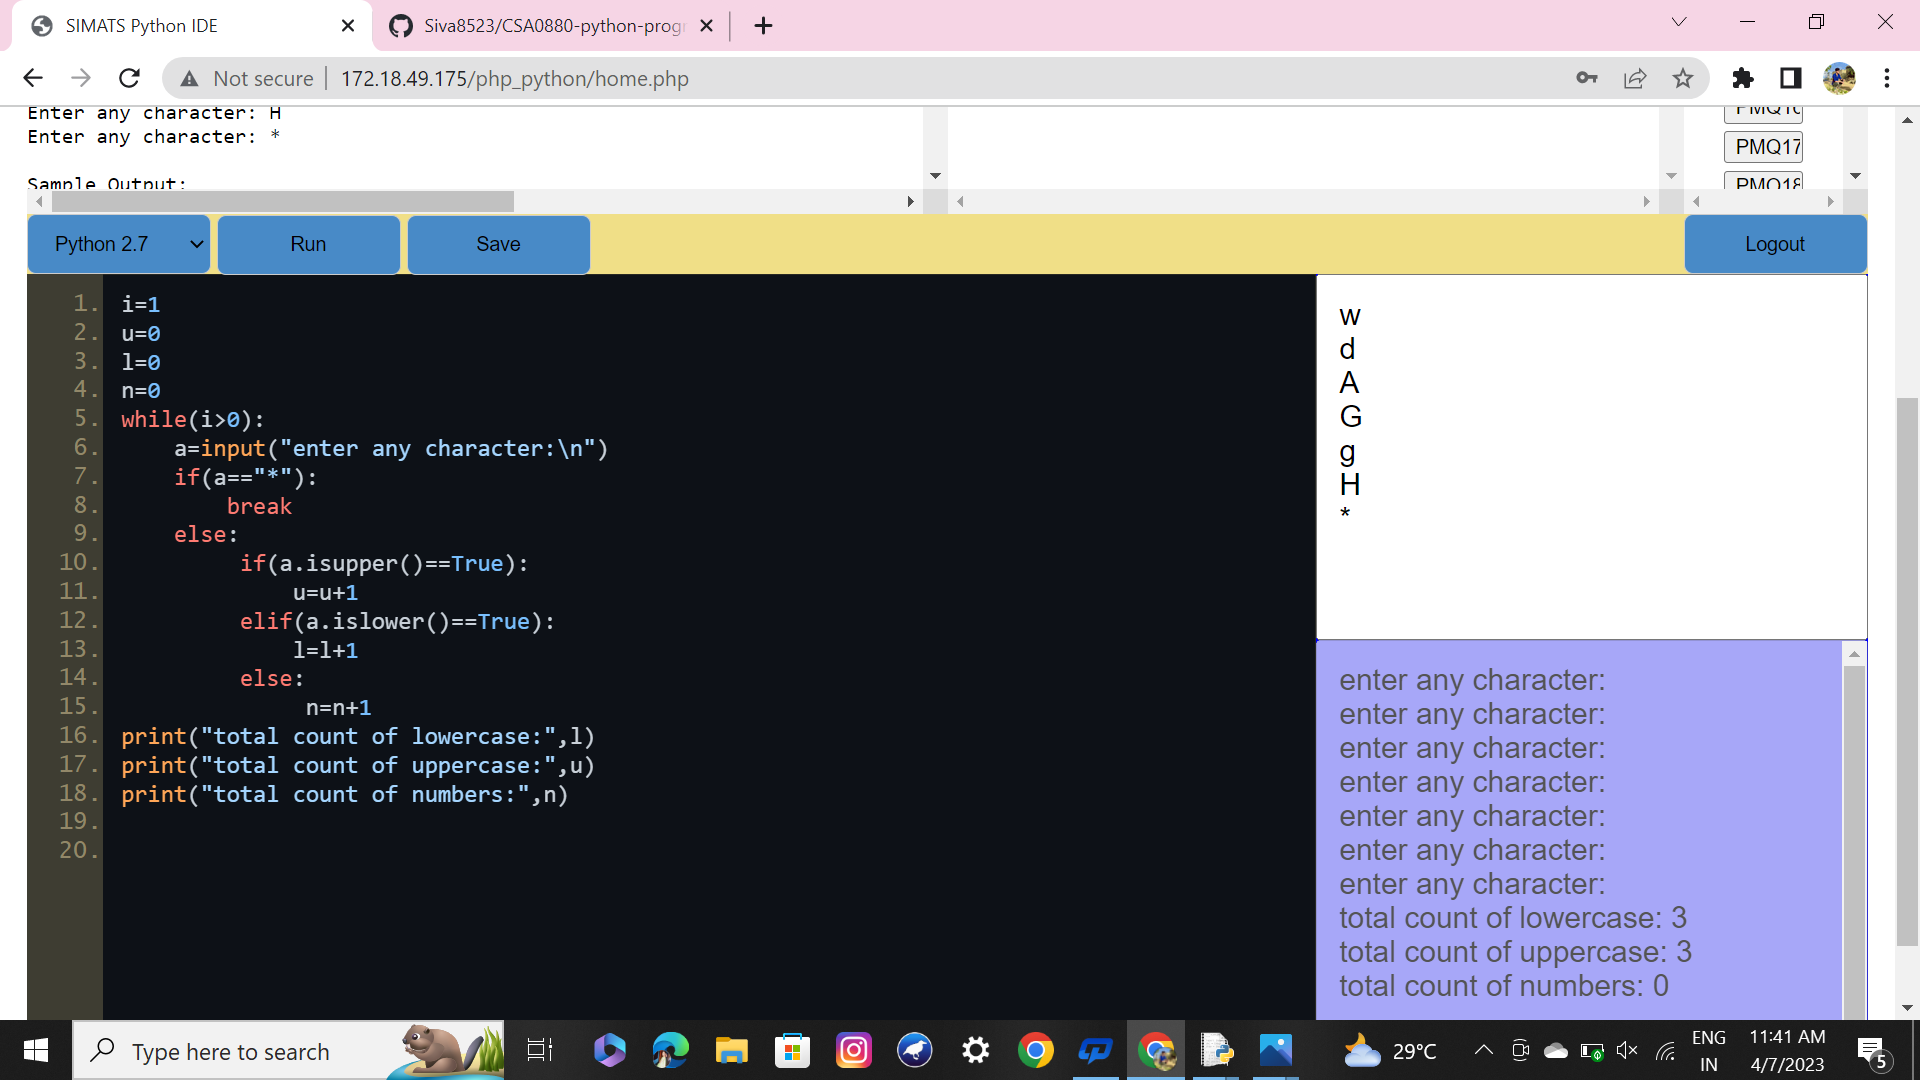 SIMATS Python IDE
Siva8523/CSA0880-python-progr
Not secure
172.18.49.175/php_python/home.php
Enter any character: H
Enter any character: *
Sample Output:
PMQ17
PMQ18
Python 2.7
Run
Save
Logout
1. i=1
2. u=0
3. l=0
4. n=0
5. while(i>0):
6. a=input("enter any character:\n")
7. if(a=="*"):
8. break
9. else:
10. if(a.isupper()==True):
11. u=u+1
12. elif(a.islower()==True):
13. l=l+1
14. else:
15. n=n+1
16. print("total count of lowercase:",l)
17. print("total count of uppercase:",u)
18. print("total count of numbers:",n)
19.
20.
w
d
A
G
g
H
*
enter any character:
enter any character:
enter any character:
enter any character:
enter any character:
enter any character:
enter any character:
total count of lowercase: 3
total count of uppercase: 3
total count of numbers: 0
Type here to search
29°C
ENG
IN
11:41 AM
4/7/2023
5